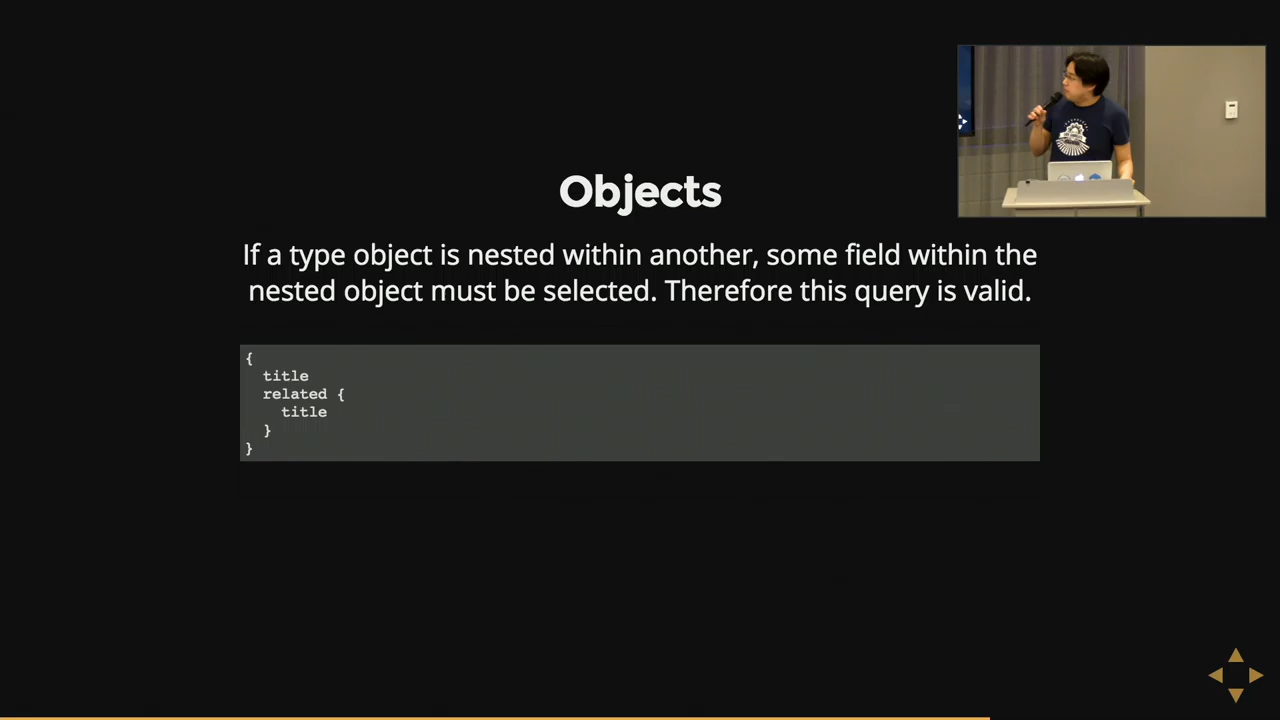 Objects
If a type object is nested within another, some field within the
nested object must be selected. Therefore this query is valid.
{
  title
  related {
    title
  }
}